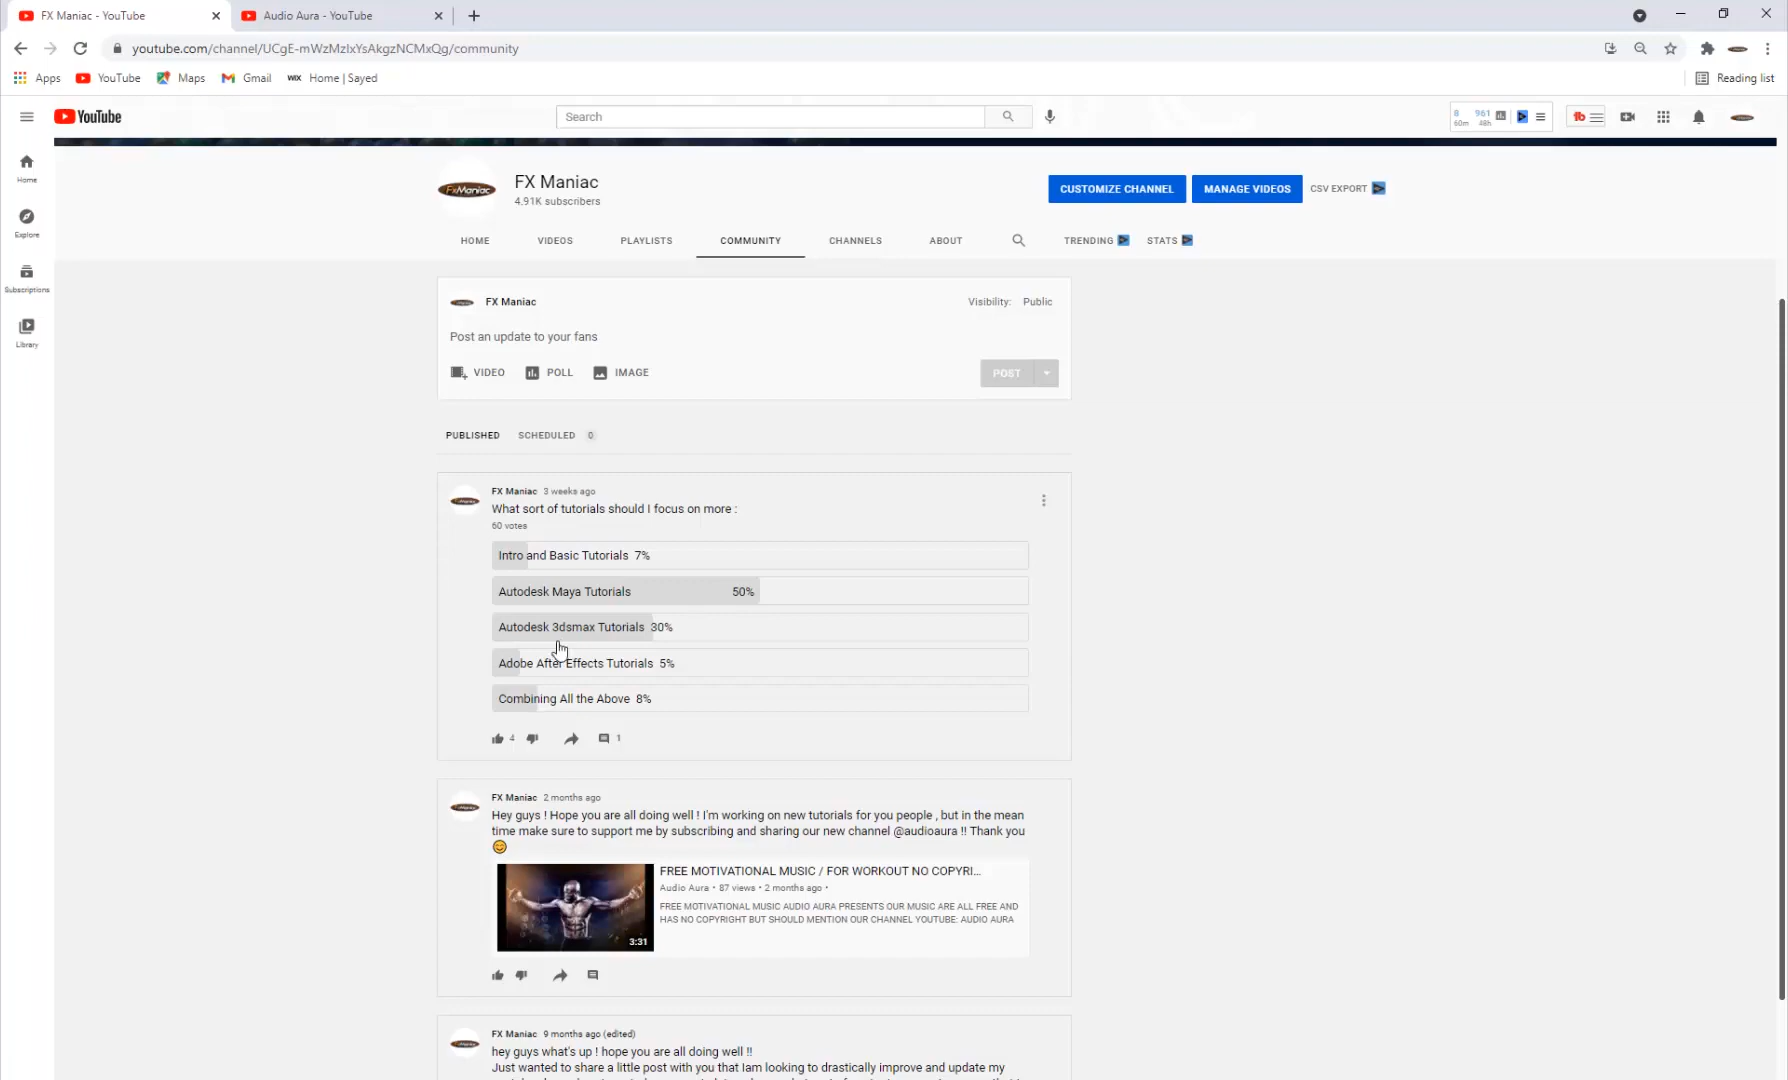 FX Maniac - YouTube
Audio Aura - YouTube
youtube.com/channel/UCgE-mWzMzIxYsAkgzNCMxQg/community
Apps YouTube Maps Gmail WIX Home | Sayed Reading list
YouTube
Search
8 961
60m 48h
Home
Explore
Subscriptions
Library
FxManiac
FX Maniac
4.91K subscribers
CUSTOMIZE CHANNEL MANAGE VIDEOS CSV EXPORT
HOME VIDEOS PLAYLISTS COMMUNITY CHANNELS ABOUT TRENDING STATS
FX Maniac Visibility: Public
Post an update to your fans
VIDEO POLL IMAGE POST
PUBLISHED SCHEDULED 0
FX Maniac 3 weeks ago
What sort of tutorials should I focus on more :
60 votes
Intro and Basic Tutorials 7%
Autodesk Maya Tutorials 50%
Autodesk 3dsmax Tutorials 30%
Adobe After Effects Tutorials 5%
Combining All the Above 8%
4 1
FX Maniac 2 months ago
Hey guys ! Hope you are all doing well ! I'm working on new tutorials for you people , but in the mean
time make sure to support me by subscribing and sharing our new channel @audioaura !! Thank you
😊
FREE MOTIVATIONAL MUSIC / FOR WORKOUT NO COPYRI...
Audio Aura • 87 views • 2 months ago •
FREE MOTIVATIONAL MUSIC AUDIO AURA PRESENTS OUR MUSIC ARE ALL FREE AND
HAS NO COPYRIGHT BUT SHOULD MENTION OUR CHANNEL YOUTUBE: AUDIO AURA
3:31
FX Maniac 9 months ago (edited)
hey guys what's up ! hope you are all doing well !!
Just wanted to share a little post with you that Iam looking to drastically improve and update my